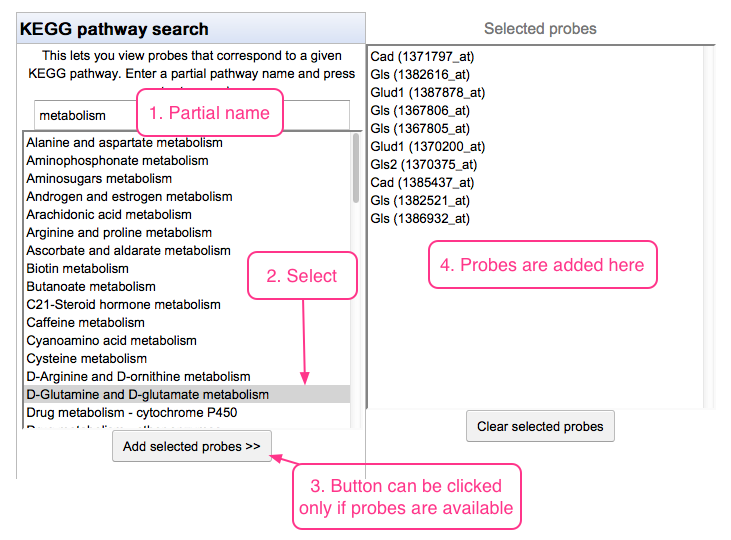 KEGG pathway search
This lets you view probes that correspond to a given
KEGG pathway. Enter a partial pathway name and press
metabolism
1. Partial name
Alanine and aspartate metabolism
Aminophosphonate metabolism
Aminosugars metabolism
Androgen and estrogen metabolism
Arachidonic acid metabolism
Arginine and proline metabolism
Ascorbate and aldarate metabolism
Biotin metabolism
Butanoate metabolism
C21-Steroid hormone metabolism
Caffeine metabolism
Cyanoamino acid metabolism
Cysteine metabolism
D-Arginine and D-ornithine metabolism
D-Glutamine and D-glutamate metabolism
Drug metabolism - cytochrome P450
2. Select
Add selected probes >>
3. Button can be clicked
only if probes are available
Selected probes
Cad (1371797_at)
Gls (1382616_at)
Glud1 (1387878_at)
Gls (1367806_at)
Gls (1367805_at)
Glud1 (1370200_at)
Gls2 (1370375_at)
Cad (1385437_at)
Gls (1382521_at)
Gls (1386932_at)
4. Probes are added here
Clear selected probes